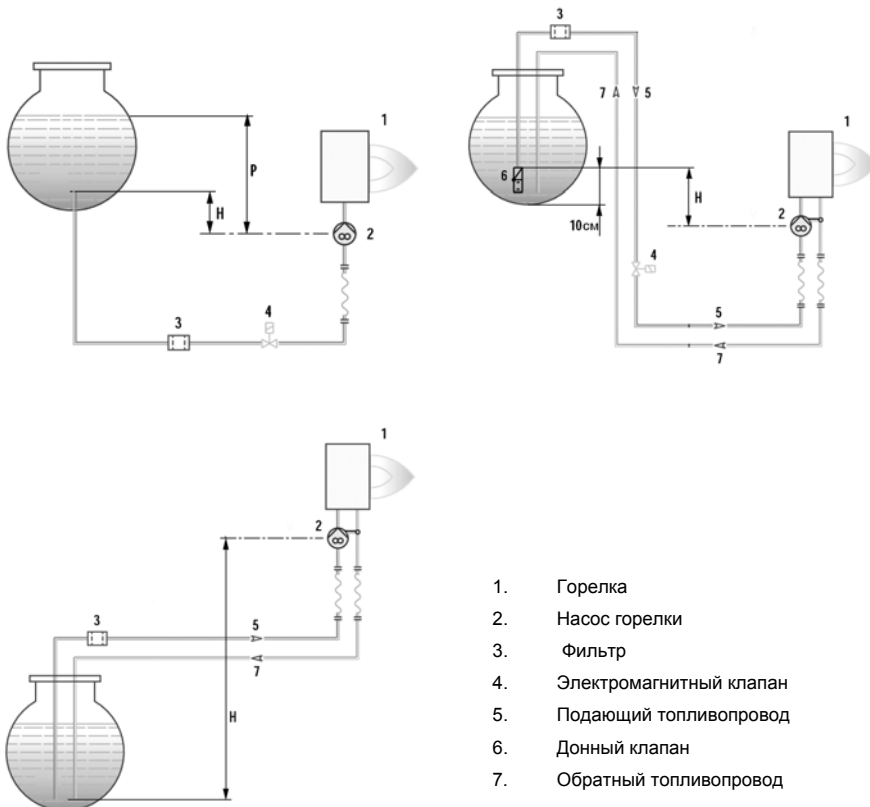 1
P
H
2
3
4
3
7
5
1
6
H
10см
2
4
5
7
1
2
3
5
7
H
1. Горелка
2. Насос горелки
3. Фильтр
4. Электромагнитный клапан
5. Подающий топливопровод
6. Донный клапан
7. Обратный топливопровод